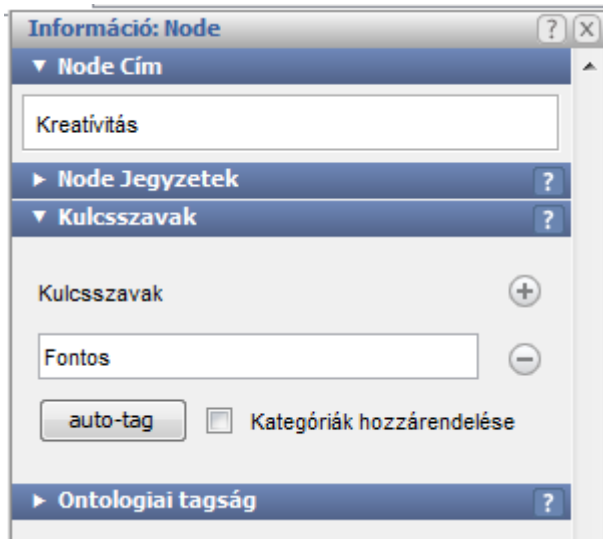 Információ: Node
Node Cím
Kreatívitás
Node Jegyzetek ?
Kulcsszavak ?
Kulcsszavak
Fontos
auto-tag Kategóriák hozzárendelése
Ontologiai tagság ?